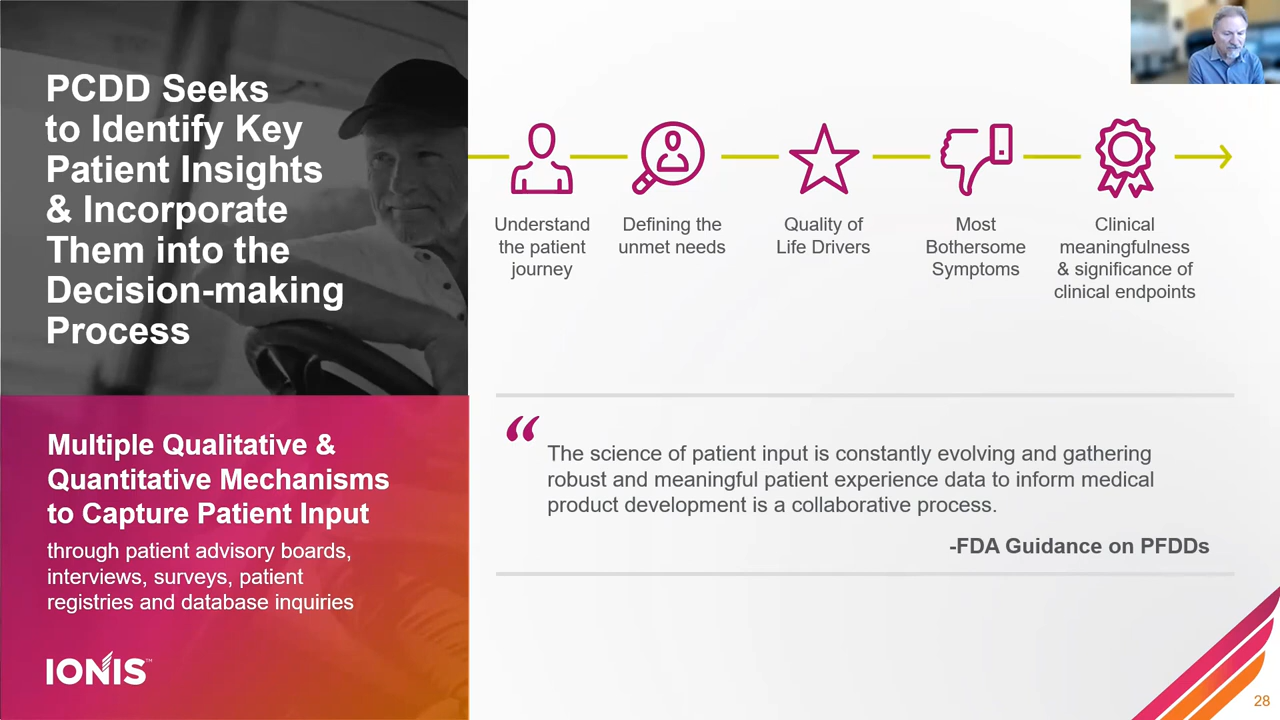 PCDD Seeks
to Identify Key
Patient Insights
& Incorporate
Them into the
Decision-making
Process
Multiple Qualitative &
Quantitative Mechanisms
to Capture Patient Input
through patient advisory boards,
interviews, surveys, patient
registries and database inquiries
IONIS™
Understand
the patient
journey
Defining the
unmet needs
Quality of
Life Drivers
Most
Bothersome
Symptoms
Clinical
meaningfulness
& significance of
clinical endpoints
“
The science of patient input is constantly evolving and gathering
robust and meaningful patient experience data to inform medical
product development is a collaborative process.
-FDA Guidance on PFDDs
28